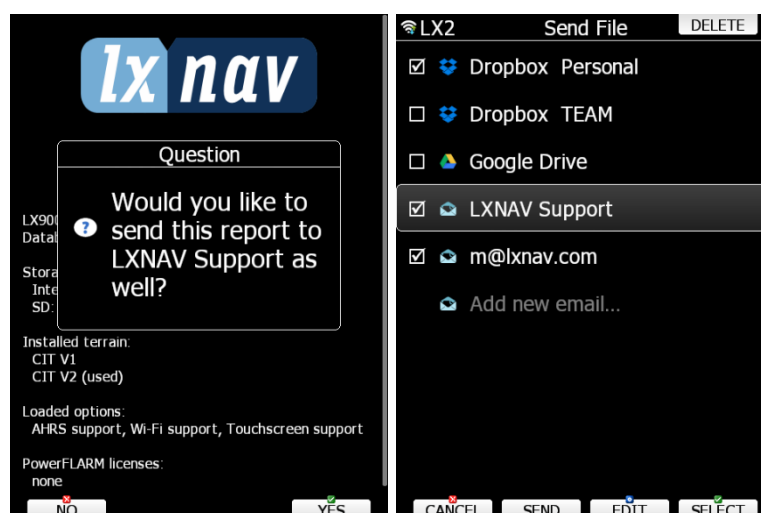 lx nav
Question
Would you like to
send this report to
LXNAV Support as
well?
LX900
Datab
Stora
Inte
SD:
Installed terrain:
CIT V1
CIT V2 (used)
Loaded options:
AHRS support, Wi-Fi support, Touchscreen support
PowerFLARM licenses:
none
NO YES
LX2 Send File DELETE
Dropbox Personal
Dropbox TEAM
Google Drive
LXNAV Support
m@lxnav.com
Add new email...
CANCEL SEND EDIT SELECT